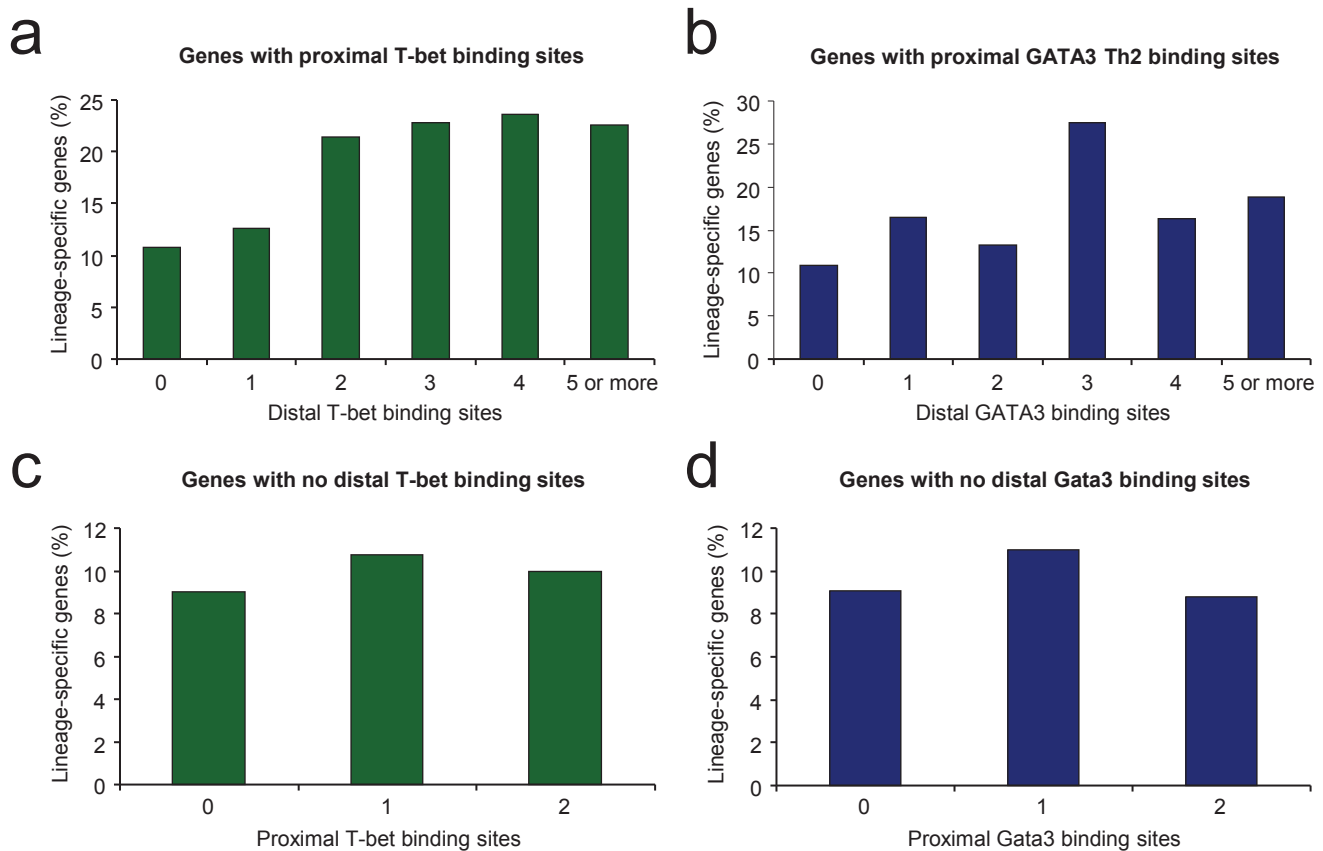 a
Genes with proximal T-bet binding sites
Lineage-specific genes (%)
25
20
15
10
5
0
0 1 2 3 4 5 or more
Distal T-bet binding sites
b
Genes with proximal GATA3 Th2 binding sites
Lineage-specific genes (%)
30
25
20
15
10
5
0
0 1 2 3 4 5 or more
Distal GATA3 binding sites
c
Genes with no distal T-bet binding sites
Lineage-specific genes (%)
12
10
8
6
4
2
0
0 1 2
Proximal T-bet binding sites
d
Genes with no distal Gata3 binding sites
Lineage-specific genes (%)
12
10
8
6
4
2
0
0 1 2
Proximal Gata3 binding sites